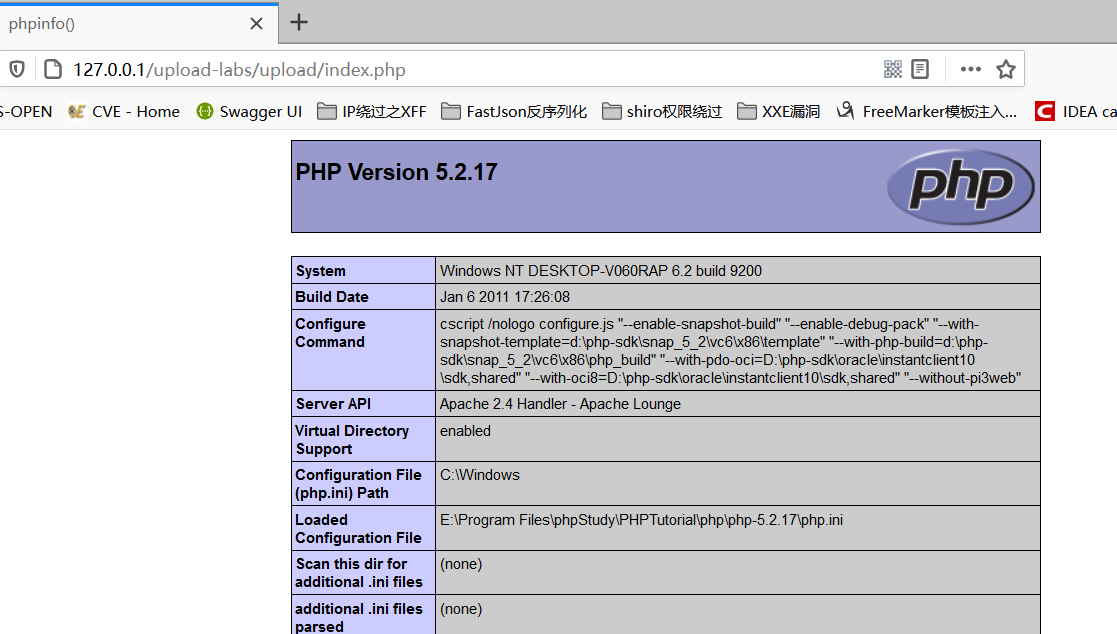 phpinfo()
127.0.0.1/upload-labs/upload/index.php
S-OPEN CVE - Home Swagger UI IP绕过之XFF FastJson反序列化 shiro权限绕过 XXE漏洞 FreeMarker模板注入... IDEA ca
PHP Version 5.2.17
php
System Windows NT DESKTOP-V060RAP 6.2 build 9200
Build Date Jan 6 2011 17:26:08
Configure
Command
cscript /nologo configure.js "--enable-snapshot-build" "--enable-debug-pack" "--with-
snapshot-template=d:\php-sdk\snap_5_2\vc6\x86\template" "--with-php-build=d:\php-
sdk\snap_5_2\vc6\x86\php_build" "--with-pdo-oci=D:\php-sdk\oracle\instantclient10
\sdk,shared" "--with-oci8=D:\php-sdk\oracle\instantclient10\sdk,shared" "--without-pi3web"
Server API Apache 2.4 Handler - Apache Lounge
Virtual Directory
Support
enabled
Configuration File
(php.ini) Path
C:\Windows
Loaded
Configuration File
E:\Program Files\phpStudy\PHPTutorial\php\php-5.2.17\php.ini
Scan this dir for
additional .ini files
(none)
additional .ini files
parsed
(none)